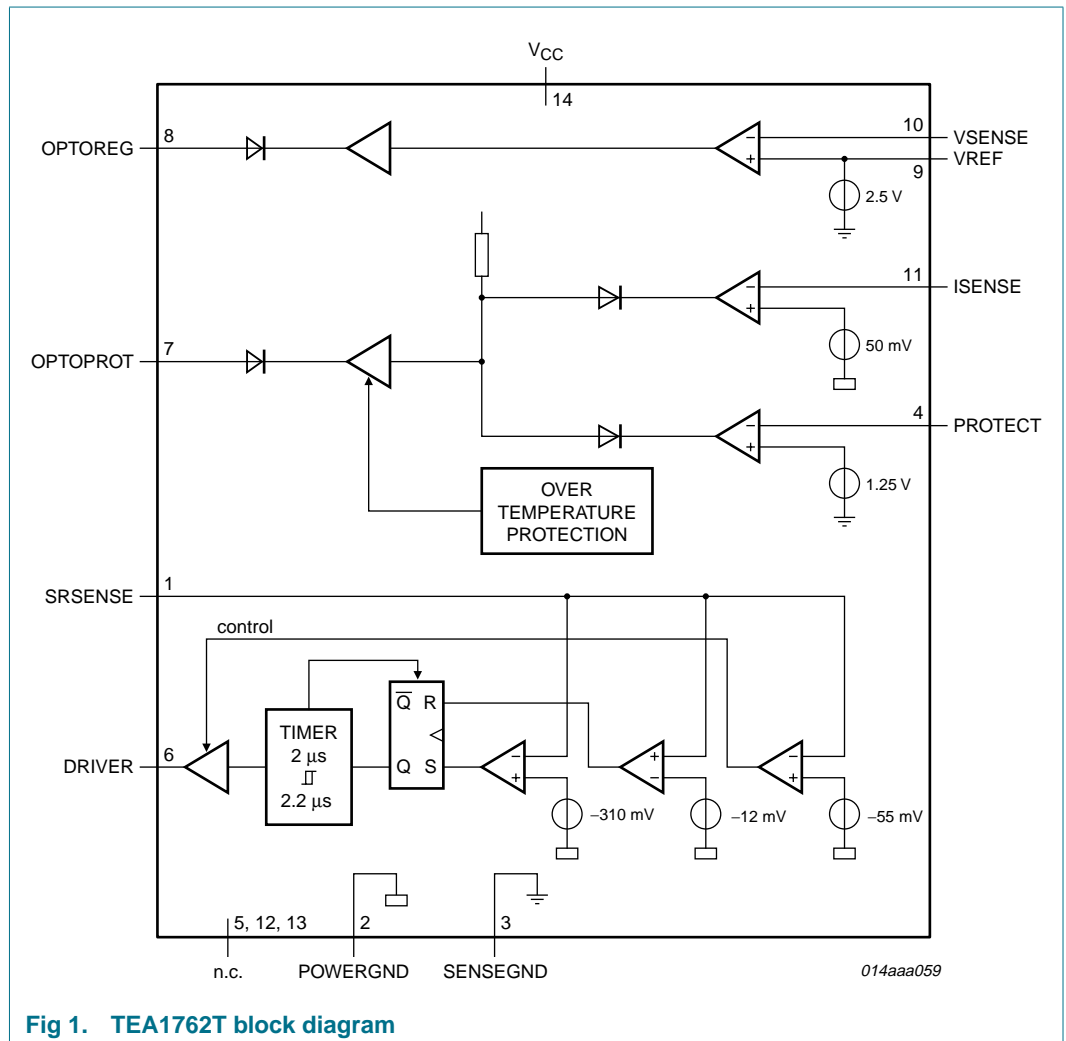 VCC
14
OPTOREG
8
10
VSENSE
VREF
9
2.5 V
11
ISENSE
50 mV
OPTOPROT
7
4
PROTECT
1.25 V
OVER
TEMPERATURE
PROTECTION
SRSENSE
1
control
Q̅ R
TIMER
2 μs
2.2 μs
Q S
DRIVER
6
− +
− +
− +
+ −
− +
− +
−310 mV
−12 mV
−55 mV
5, 12, 13
2
3
n.c.
POWERGND
SENSEGND
014aaa059
Fig 1. TEA1762T block diagram